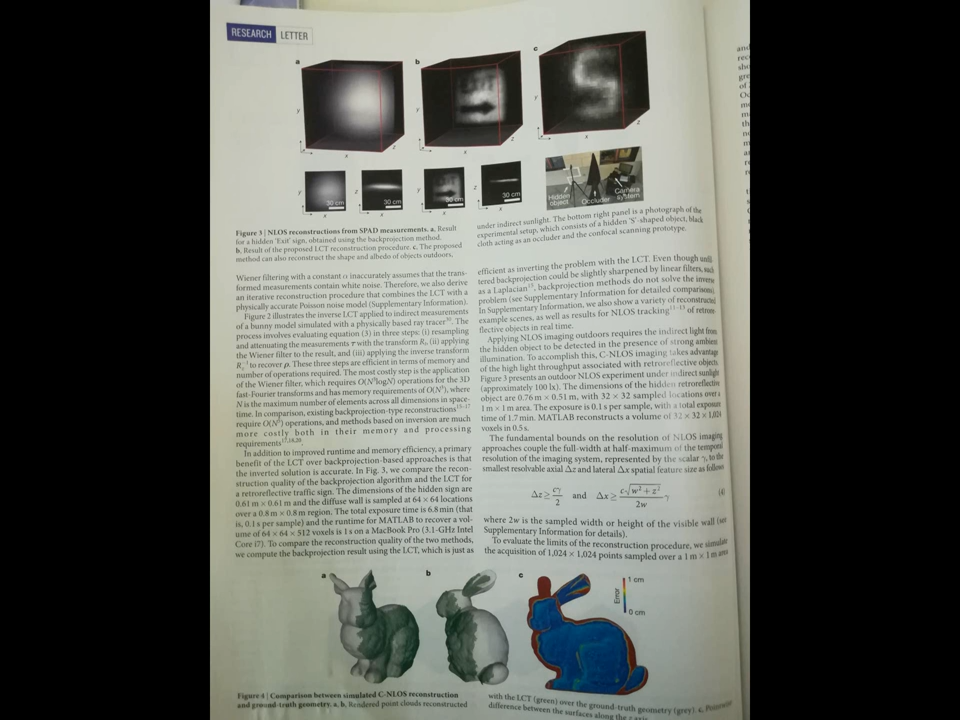 RESEARCH LETTER
a
b
c
y
x
z
y
x
z
y
x
z
y
x
30 cm
z
x
30 cm
y
x
30 cm
z
x
30 cm
Hidden object
Occluder
Camera system
Figure 3 | NLOS reconstructions from SPAD measurements. a, Result
for a hidden 'Exit' sign, obtained using the backprojection method.
b, Result of the proposed LCT reconstruction procedure. c, The proposed
method can also reconstruct the shape and albedo of objects outdoors,
under indirect sunlight. The bottom right panel is a photograph of the
experimental setup, which consists of a hidden 'S'-shaped object, black
cloth acting as an occluder and the confocal scanning prototype.
Wiener filtering with a constant α inaccurately assumes that the trans-
formed measurements contain white noise. Therefore, we also derive
an iterative reconstruction procedure that combines the LCT with a
physically accurate Poisson noise model (Supplementary Information).
Figure 2 illustrates the inverse LCT applied to indirect measurements
of a bunny model simulated with a physically based ray tracer30. The
process involves evaluating equation (3) in three steps: (i) resampling
and attenuating the measurements τ with the transform Rt, (ii) applying
the Wiener filter to the result, and (iii) applying the inverse transform
Rz−1 to recover ρ. These three steps are efficient in terms of memory and
number of operations required. The most costly step is the application
of the Wiener filter, which requires O(N3logN) operations for the 3D
fast-Fourier transforms and has memory requirements of O(N3), where
N is the maximum number of elements across all dimensions in space-
time. In comparison, existing backprojection-type reconstructions
require O(N5) operations, and methods based on inversion are much
more costly both in their memory and processing
requirements17,18,20.
In addition to improved runtime and memory efficiency, a primary
benefit of the LCT over backprojection-based approaches is that
the inverted solution is accurate. In Fig. 3, we compare the recon-
struction quality of the backprojection algorithm and the LCT for
a retroreflective traffic sign. The dimensions of the hidden sign are
0.61 m × 0.61 m and the diffuse wall is sampled at 64 × 64 locations
over a 0.8 m × 0.8 m region. The total exposure time is 6.8 min (that
is, 0.1 s per sample) and the runtime for MATLAB to recover a vol-
ume of 64 × 64 × 512 voxels is 1 s on a MacBook Pro (3.1-GHz Intel
Core i7). To compare the reconstruction quality of the two methods,
we compute the backprojection result using the LCT, which is just as
efficient as inverting the problem with the LCT. Even though unfil-
tered backprojection could be slightly sharpened by linear filters, such
as a Laplacian15, backprojection methods do not solve the inverse
problem (see Supplementary Information for detailed comparisons).
In Supplementary Information, we also show a variety of reconstructed
example scenes, as well as results for NLOS tracking of retrore-
flective objects in real time.
Applying NLOS imaging outdoors requires the indirect light from
the hidden object to be detected in the presence of strong ambient
illumination. To accomplish this, C-NLOS imaging takes advantage
of the high light throughput associated with retroreflective objects.
Figure 3 presents an outdoor NLOS experiment under indirect sunlight
(approximately 100 lx). The dimensions of the hidden retroreflective
object are 0.76 m × 0.51 m, with 32 × 32 sampled locations over a
1 m × 1 m area. The exposure is 0.1 s per sample, with a total exposure
time of 1.7 min. MATLAB reconstructs a volume of 32 × 32 × 1,024
voxels in 0.5 s.
The fundamental bounds on the resolution of NLOS imaging
approaches couple the full-width at half-maximum of the temporal
resolution of the imaging system, represented by the scalar γ, to the
smallest resolvable axial Δz and lateral Δx spatial feature size as follows
Δz ≥ cγ/2 and Δx ≥ c√(w2 + z2)/2w γ (4)
where 2w is the sampled width or height of the visible wall (see
Supplementary Information for details).
To evaluate the limits of the reconstruction procedure, we simulate
the acquisition of 1,024 × 1,024 points sampled over a 1 m × 1 m area
a
b
c
Error
1 cm
0 cm
Figure 4 | Comparison between simulated C-NLOS reconstruction
and ground-truth geometry. a, b, Rendered point clouds reconstructed
with the LCT (green) over the ground-truth geometry (grey). c,
difference between the surfaces along the